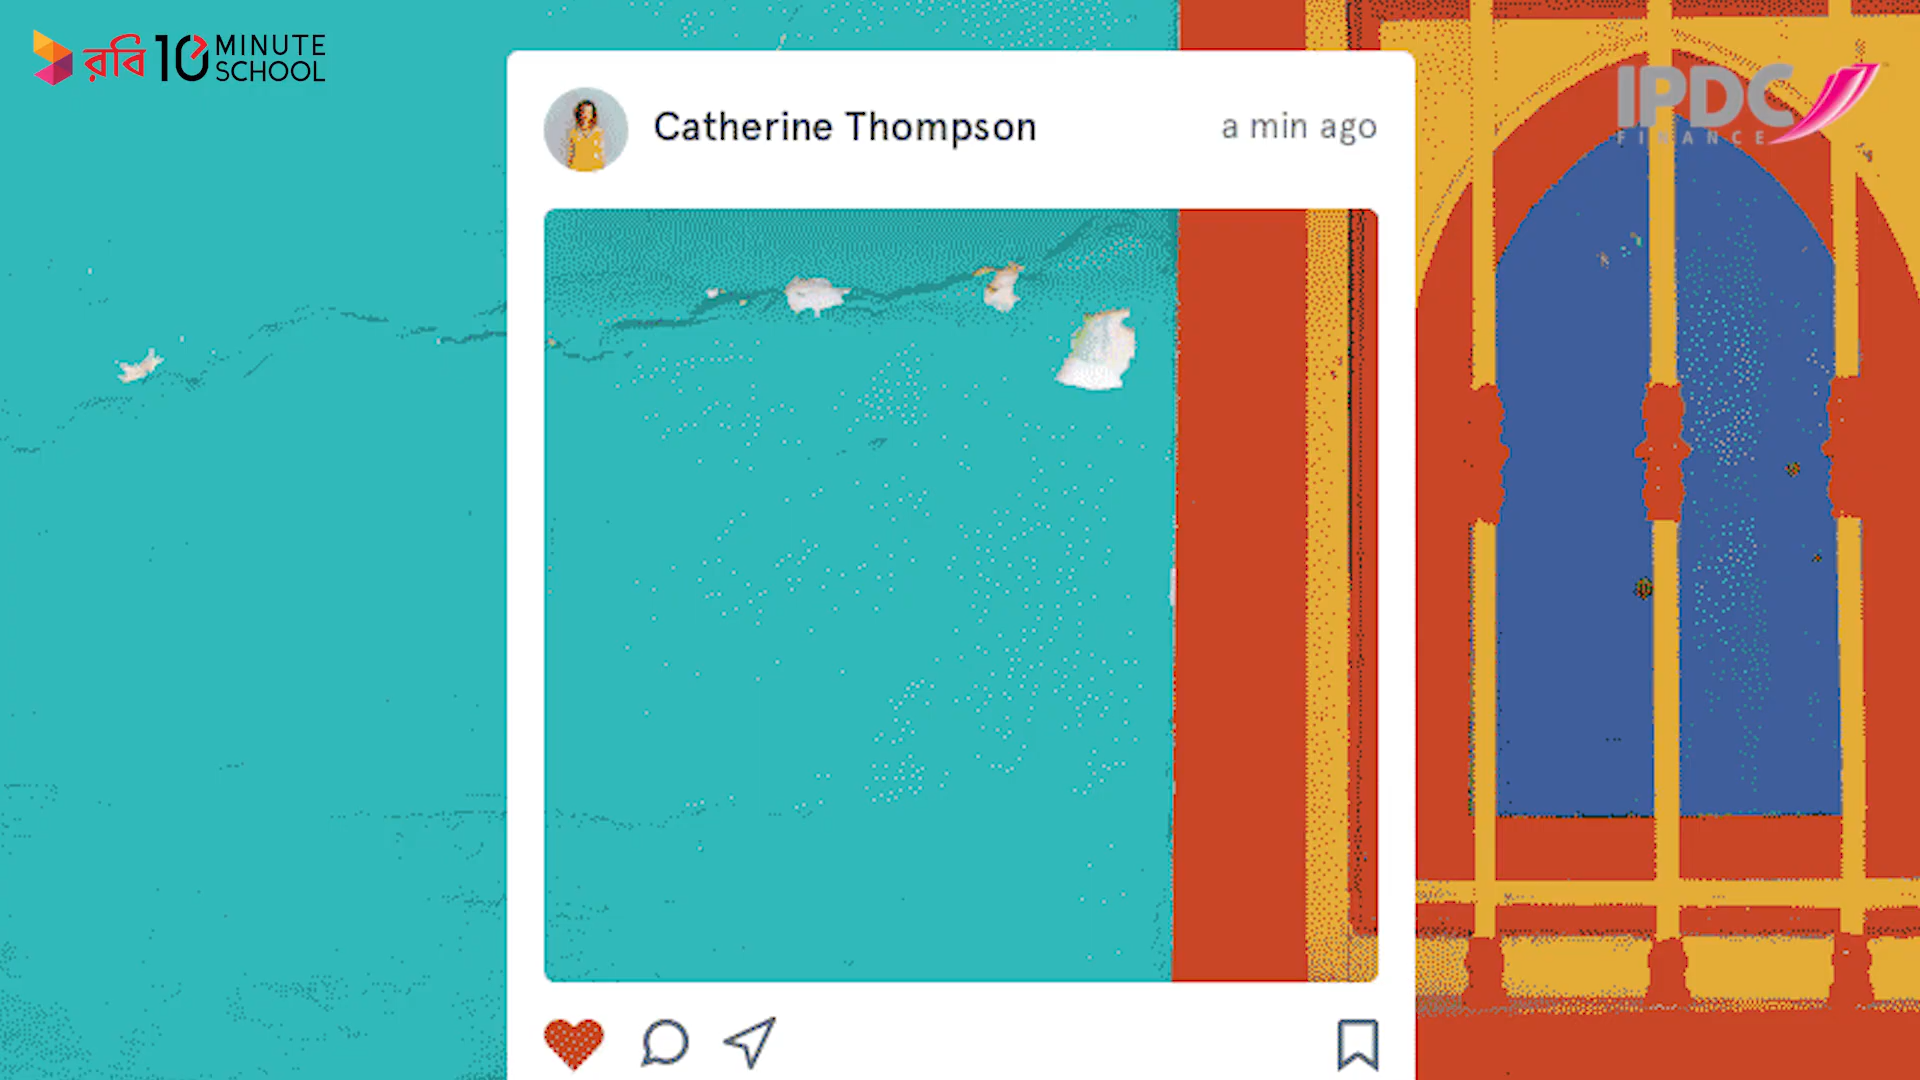 রবি 10 MINUTE SCHOOL
IPDC
FINANCE
Catherine Thompson
a min ago